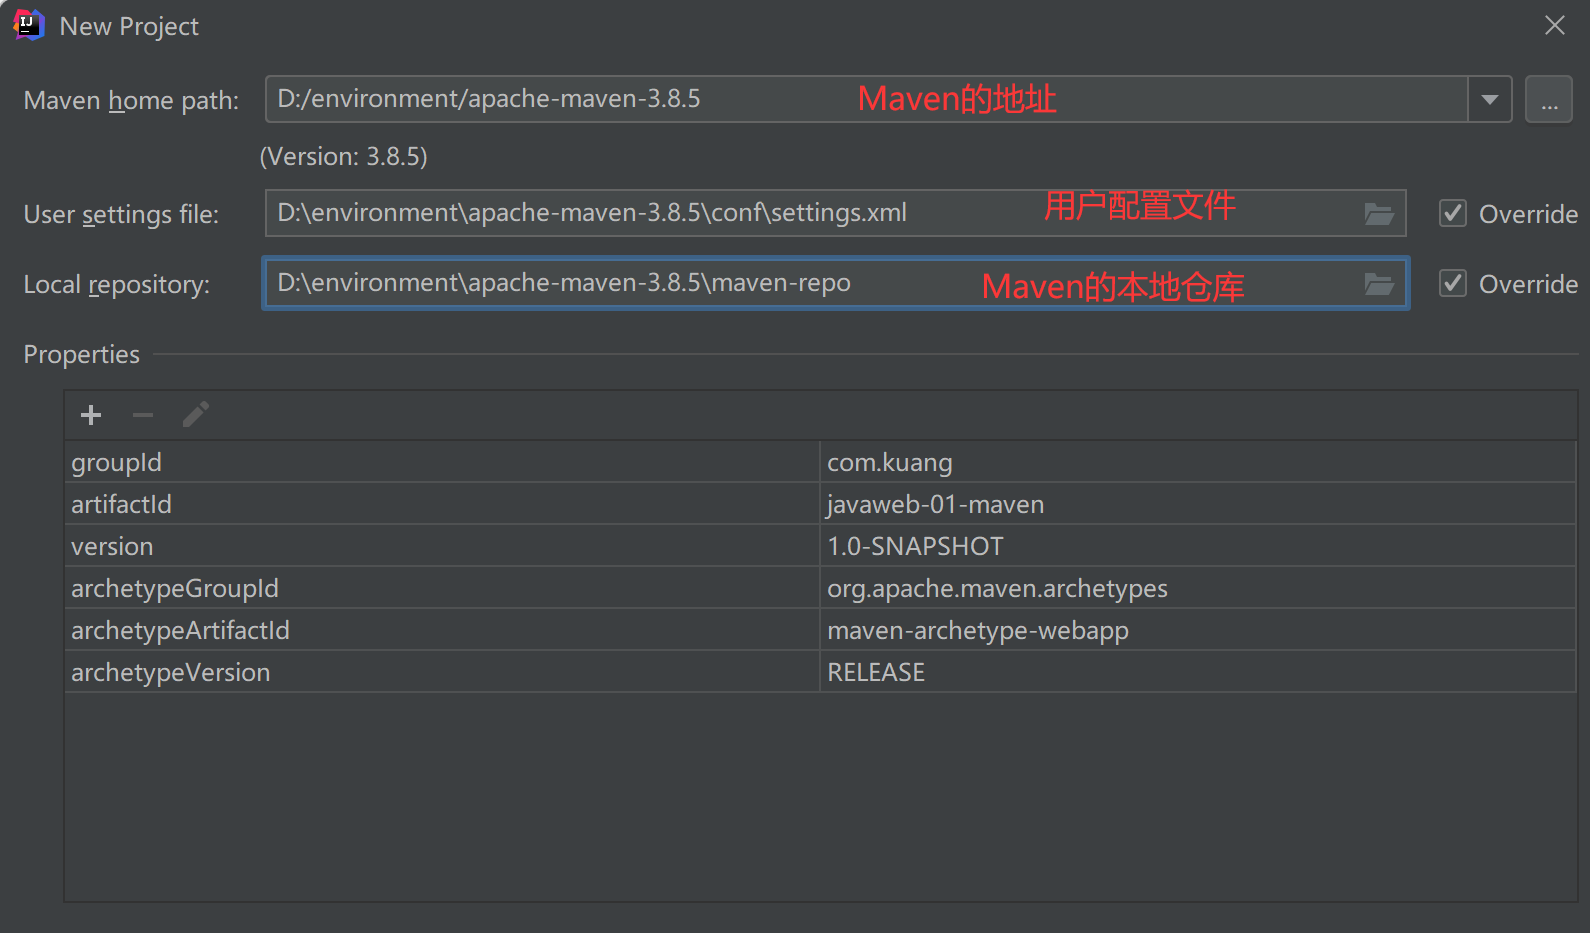 New Project
Maven home path: D:/environment/apache-maven-3.8.5 Maven的地址 ...
(Version: 3.8.5)
User settings file: D:\environment\apache-maven-3.8.5\conf\settings.xml 用户配置文件 Override
Local repository: D:\environment\apache-maven-3.8.5\maven-repo Maven的本地仓库 Override
Properties
groupId com.kuang
artifactId javaweb-01-maven
version 1.0-SNAPSHOT
archetypeGroupId org.apache.maven.archetypes
archetypeArtifactId maven-archetype-webapp
archetypeVersion RELEASE